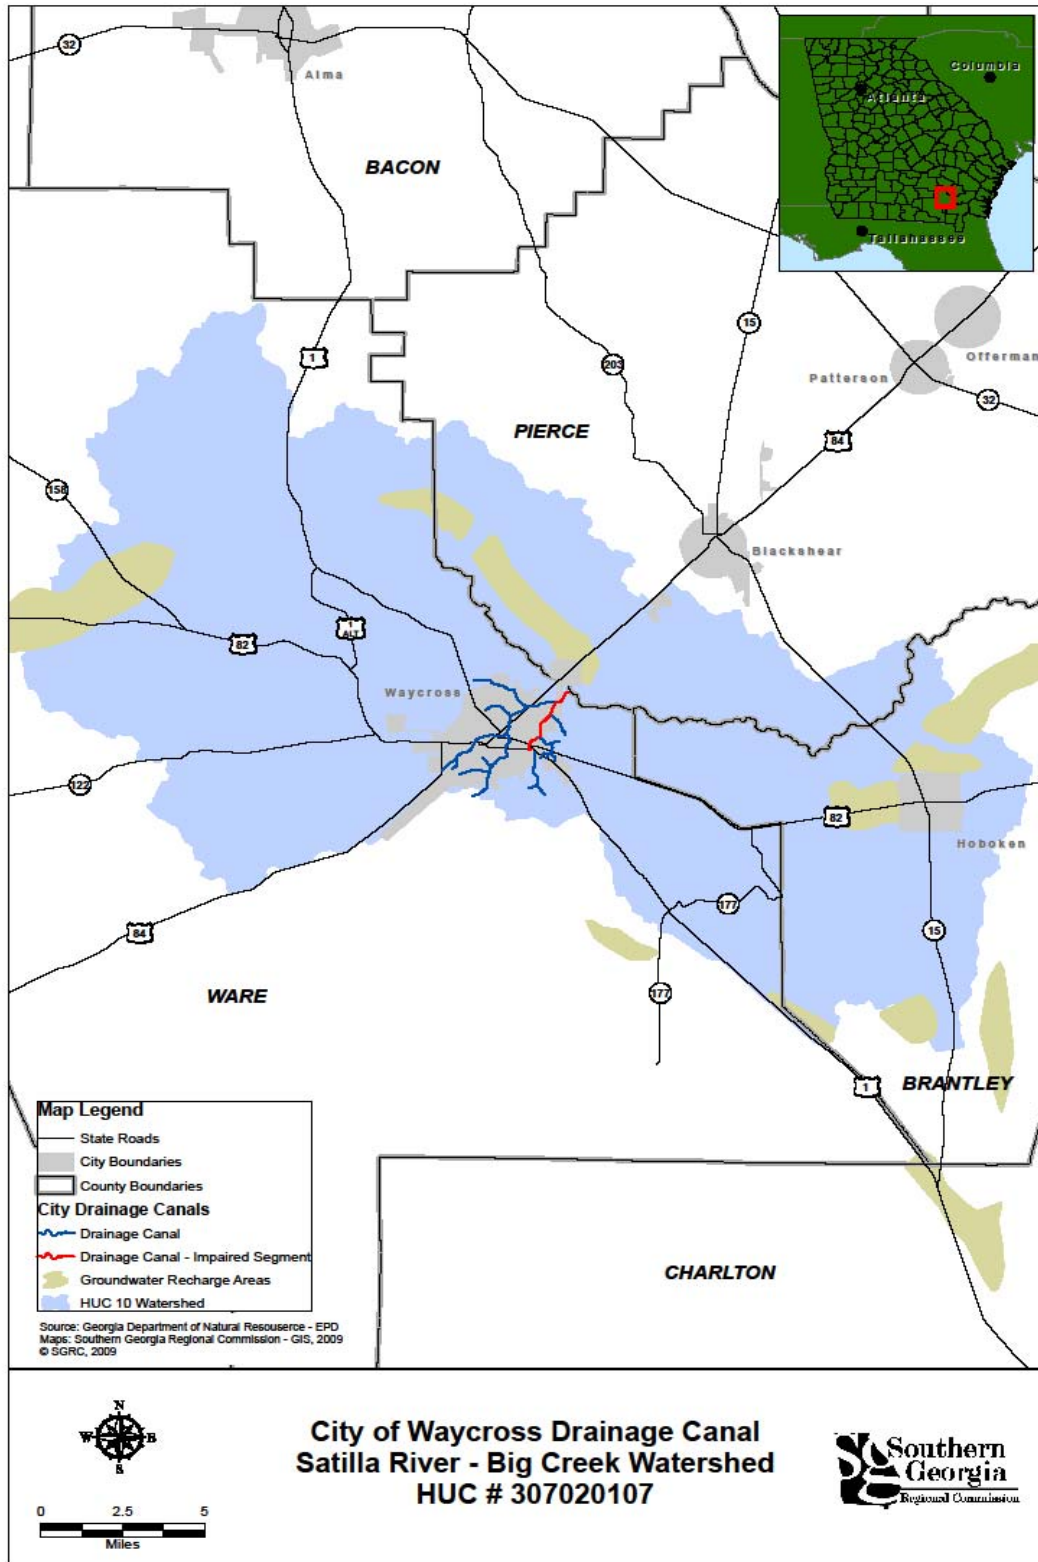 32
Alma
Columbia
Atlanta
Tallahassee
BACON
15
1
203
Offerman
Patterson
32
PIERCE
84
158
Blackshear
1
ALT
82
Waycross
122
82
Hoboken
177
84
15
WARE
177
1
BRANTLEY
CHARLTON
Map Legend
State Roads
City Boundaries
County Boundaries
City Drainage Canals
Drainage Canal
Drainage Canal - Impaired Segment
Groundwater Recharge Areas
HUC 10 Watershed
Source: Georgia Department of Natural Resouserce - EPD
Maps: Southern Georgia Regional Commission - GIS, 2009
© SGRC, 2009
N
W E
S
0 2.5 5
Miles
City of Waycross Drainage Canal
Satilla River - Big Creek Watershed
HUC # 307020107
Southern
Georgia
Regional Commission